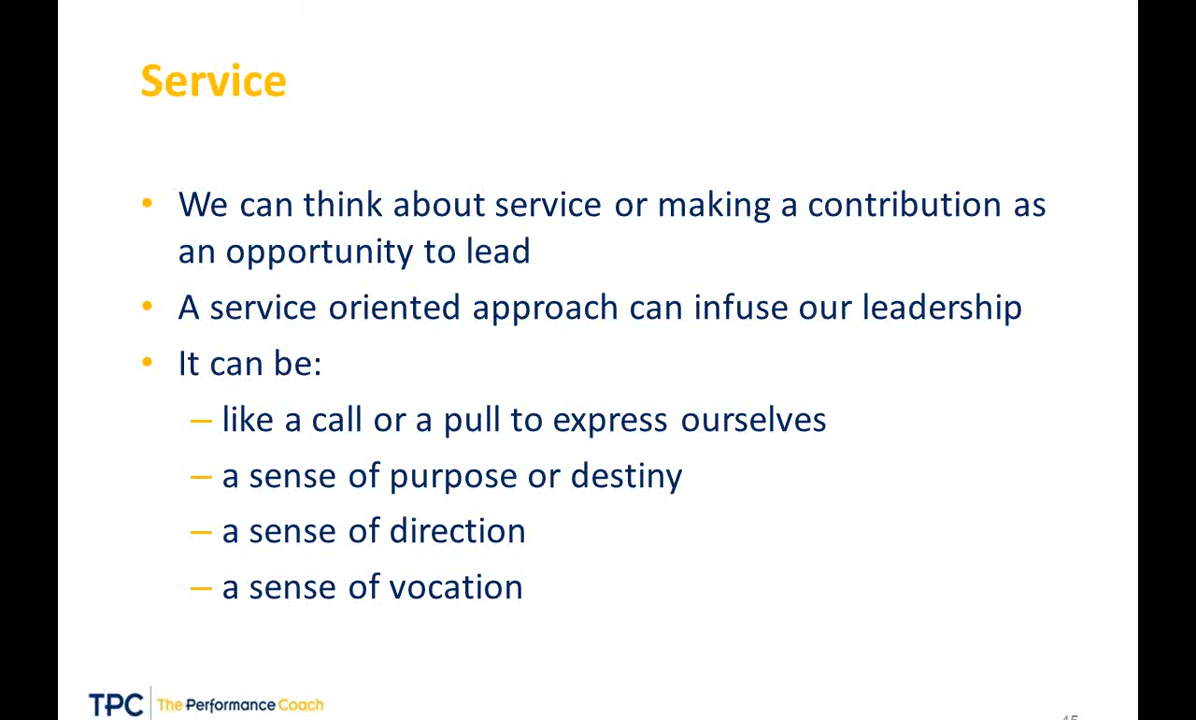 Service
• We can think about service or making a contribution as
an opportunity to lead
• A service oriented approach can infuse our leadership
• It can be:
– like a call or a pull to express ourselves
– a sense of purpose or destiny
– a sense of direction
– a sense of vocation
TPC The Performance Coach